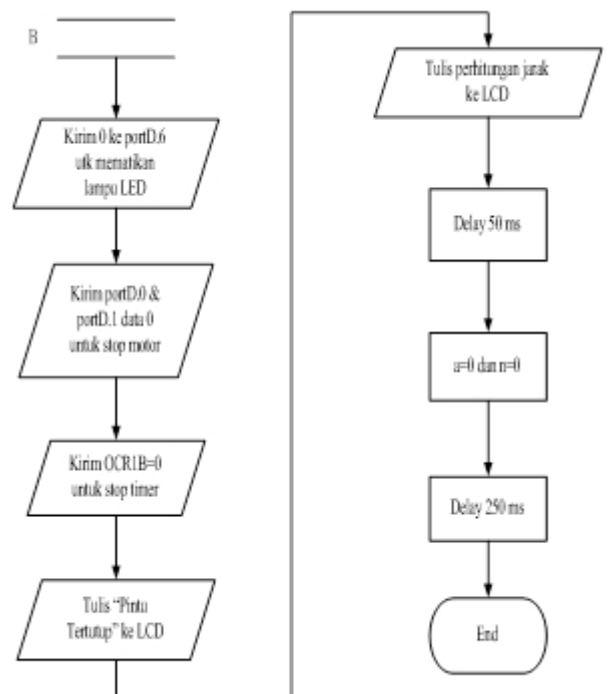 B
Kirim 0 ke portD.6
utk mematikan
lampu LED
Kirim portD.0 &
portD.1 data 0
untuk stop motor
Kirim OCR1B=0
untuk stop timer
Tulis “Pintu
Tertutup” ke LCD
Tulis perhitungan jarak
ke LCD
Delay 50 ms
a=0 dan n=0
Delay 250 ms
End